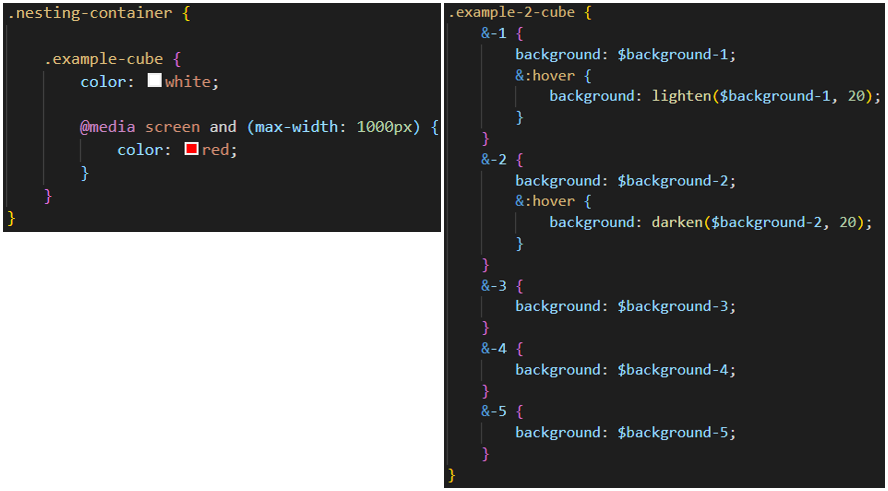 .nesting-container {
.example-cube {
color: white;
@media screen and (max-width: 1000px) {
color: red;
}
}
}
.example-2-cube {
&-1 {
background: $background-1;
&:hover {
background: lighten($background-1, 20);
}
}
&-2 {
background: $background-2;
&:hover {
background: darken($background-2, 20);
}
}
&-3 {
background: $background-3;
}
&-4 {
background: $background-4;
}
&-5 {
background: $background-5;
}
}